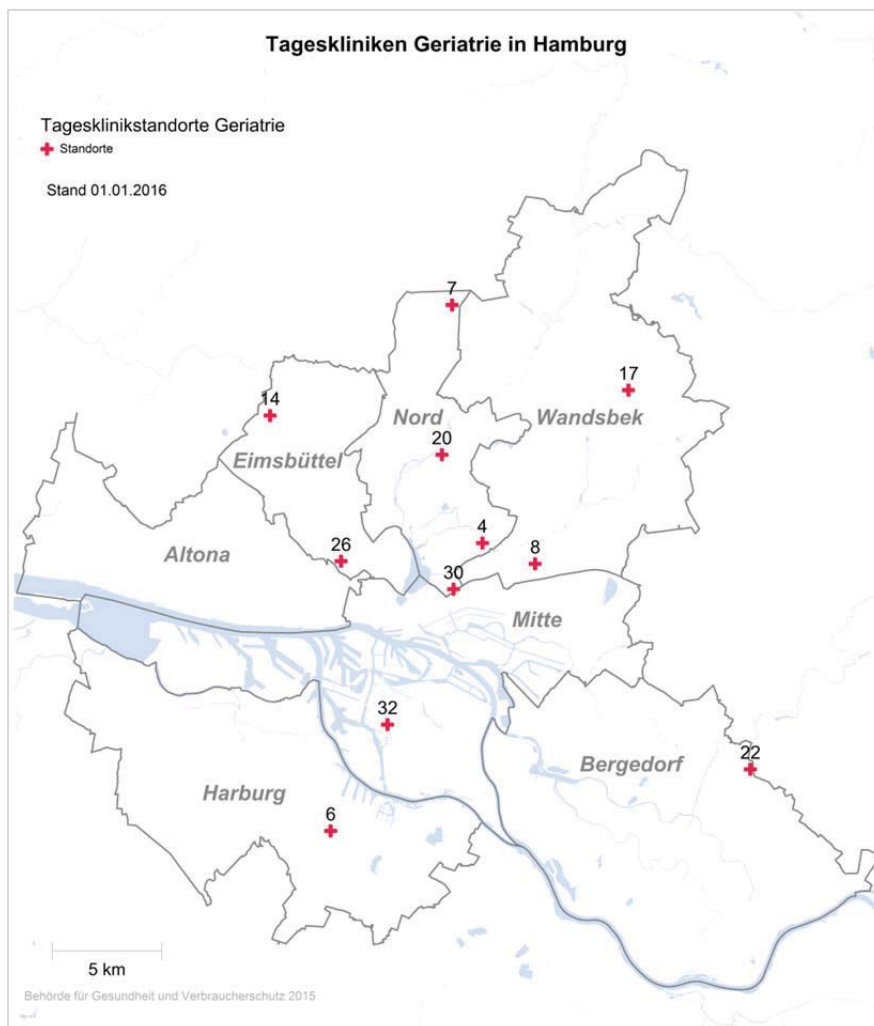 Tageskliniken Geriatrie in Hamburg
Tagesklinikstandorte Geriatrie
Standorte
Stand 01.01.2016
7
17
14
Nord
Wandsbek
20
Eimsbüttel
4
26
8
Altona
30
Mitte
32
22
Bergedorf
Harburg
6
5 km
Behörde für Gesundheit und Verbraucherschutz 2015